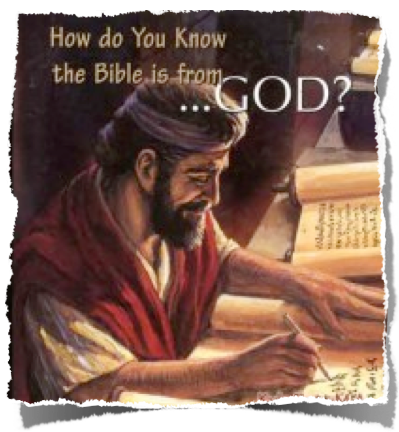 How do You Know
the Bible is from
...GOD?